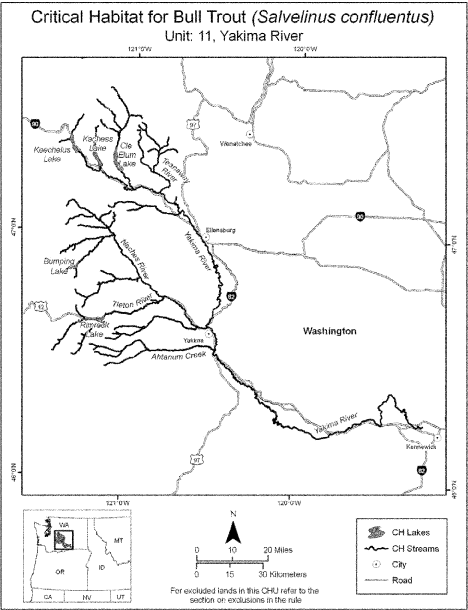 Critical Habitat for Bull Trout (Salvelinus confluentus)
Unit: 11, Yakima River
121°0'W
120°0'W
90
97
Keechelus
Lake
Kachess
Lake
Cle
Elum
Lake
Teanaway
River
Wenatchee
47°0'N
47°0'N
90
Ellensburg
Yakima River
Naches River
Bumping
Lake
82
12
Tieton River
Rimrock
Lake
Washington
Yakima
Ahtanum Creek
Yakima River
Kennewick
97
82
46°0'N
46°0'N
121°0'W
120°0'W
WA
MT
OR
ID
CA
NV
UT
N
0 10 20 Miles
0 15 30 Kilometers
For excluded lands in this CHU refer to the
section on exclusions in the rule
CH Lakes
CH Streams
City
Road